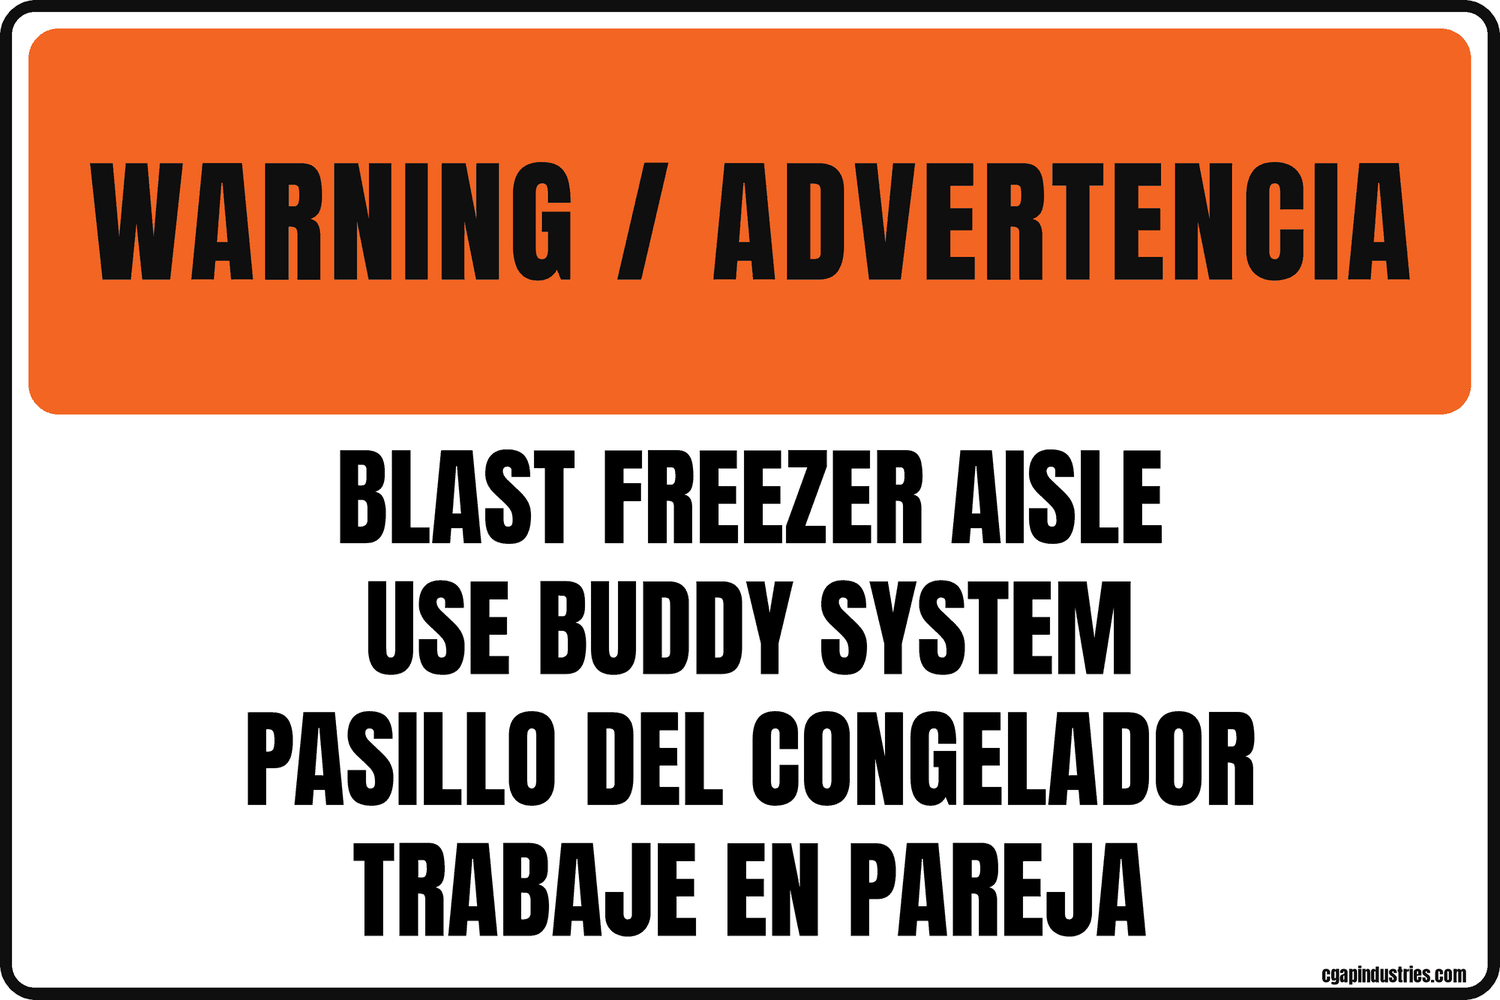 WARNING / ADVERTENCIA
BLAST FREEZER AISLE
USE BUDDY SYSTEM
PASILLO DEL CONGELADOR
TRABAJE EN PAREJA
cgapindustries.com